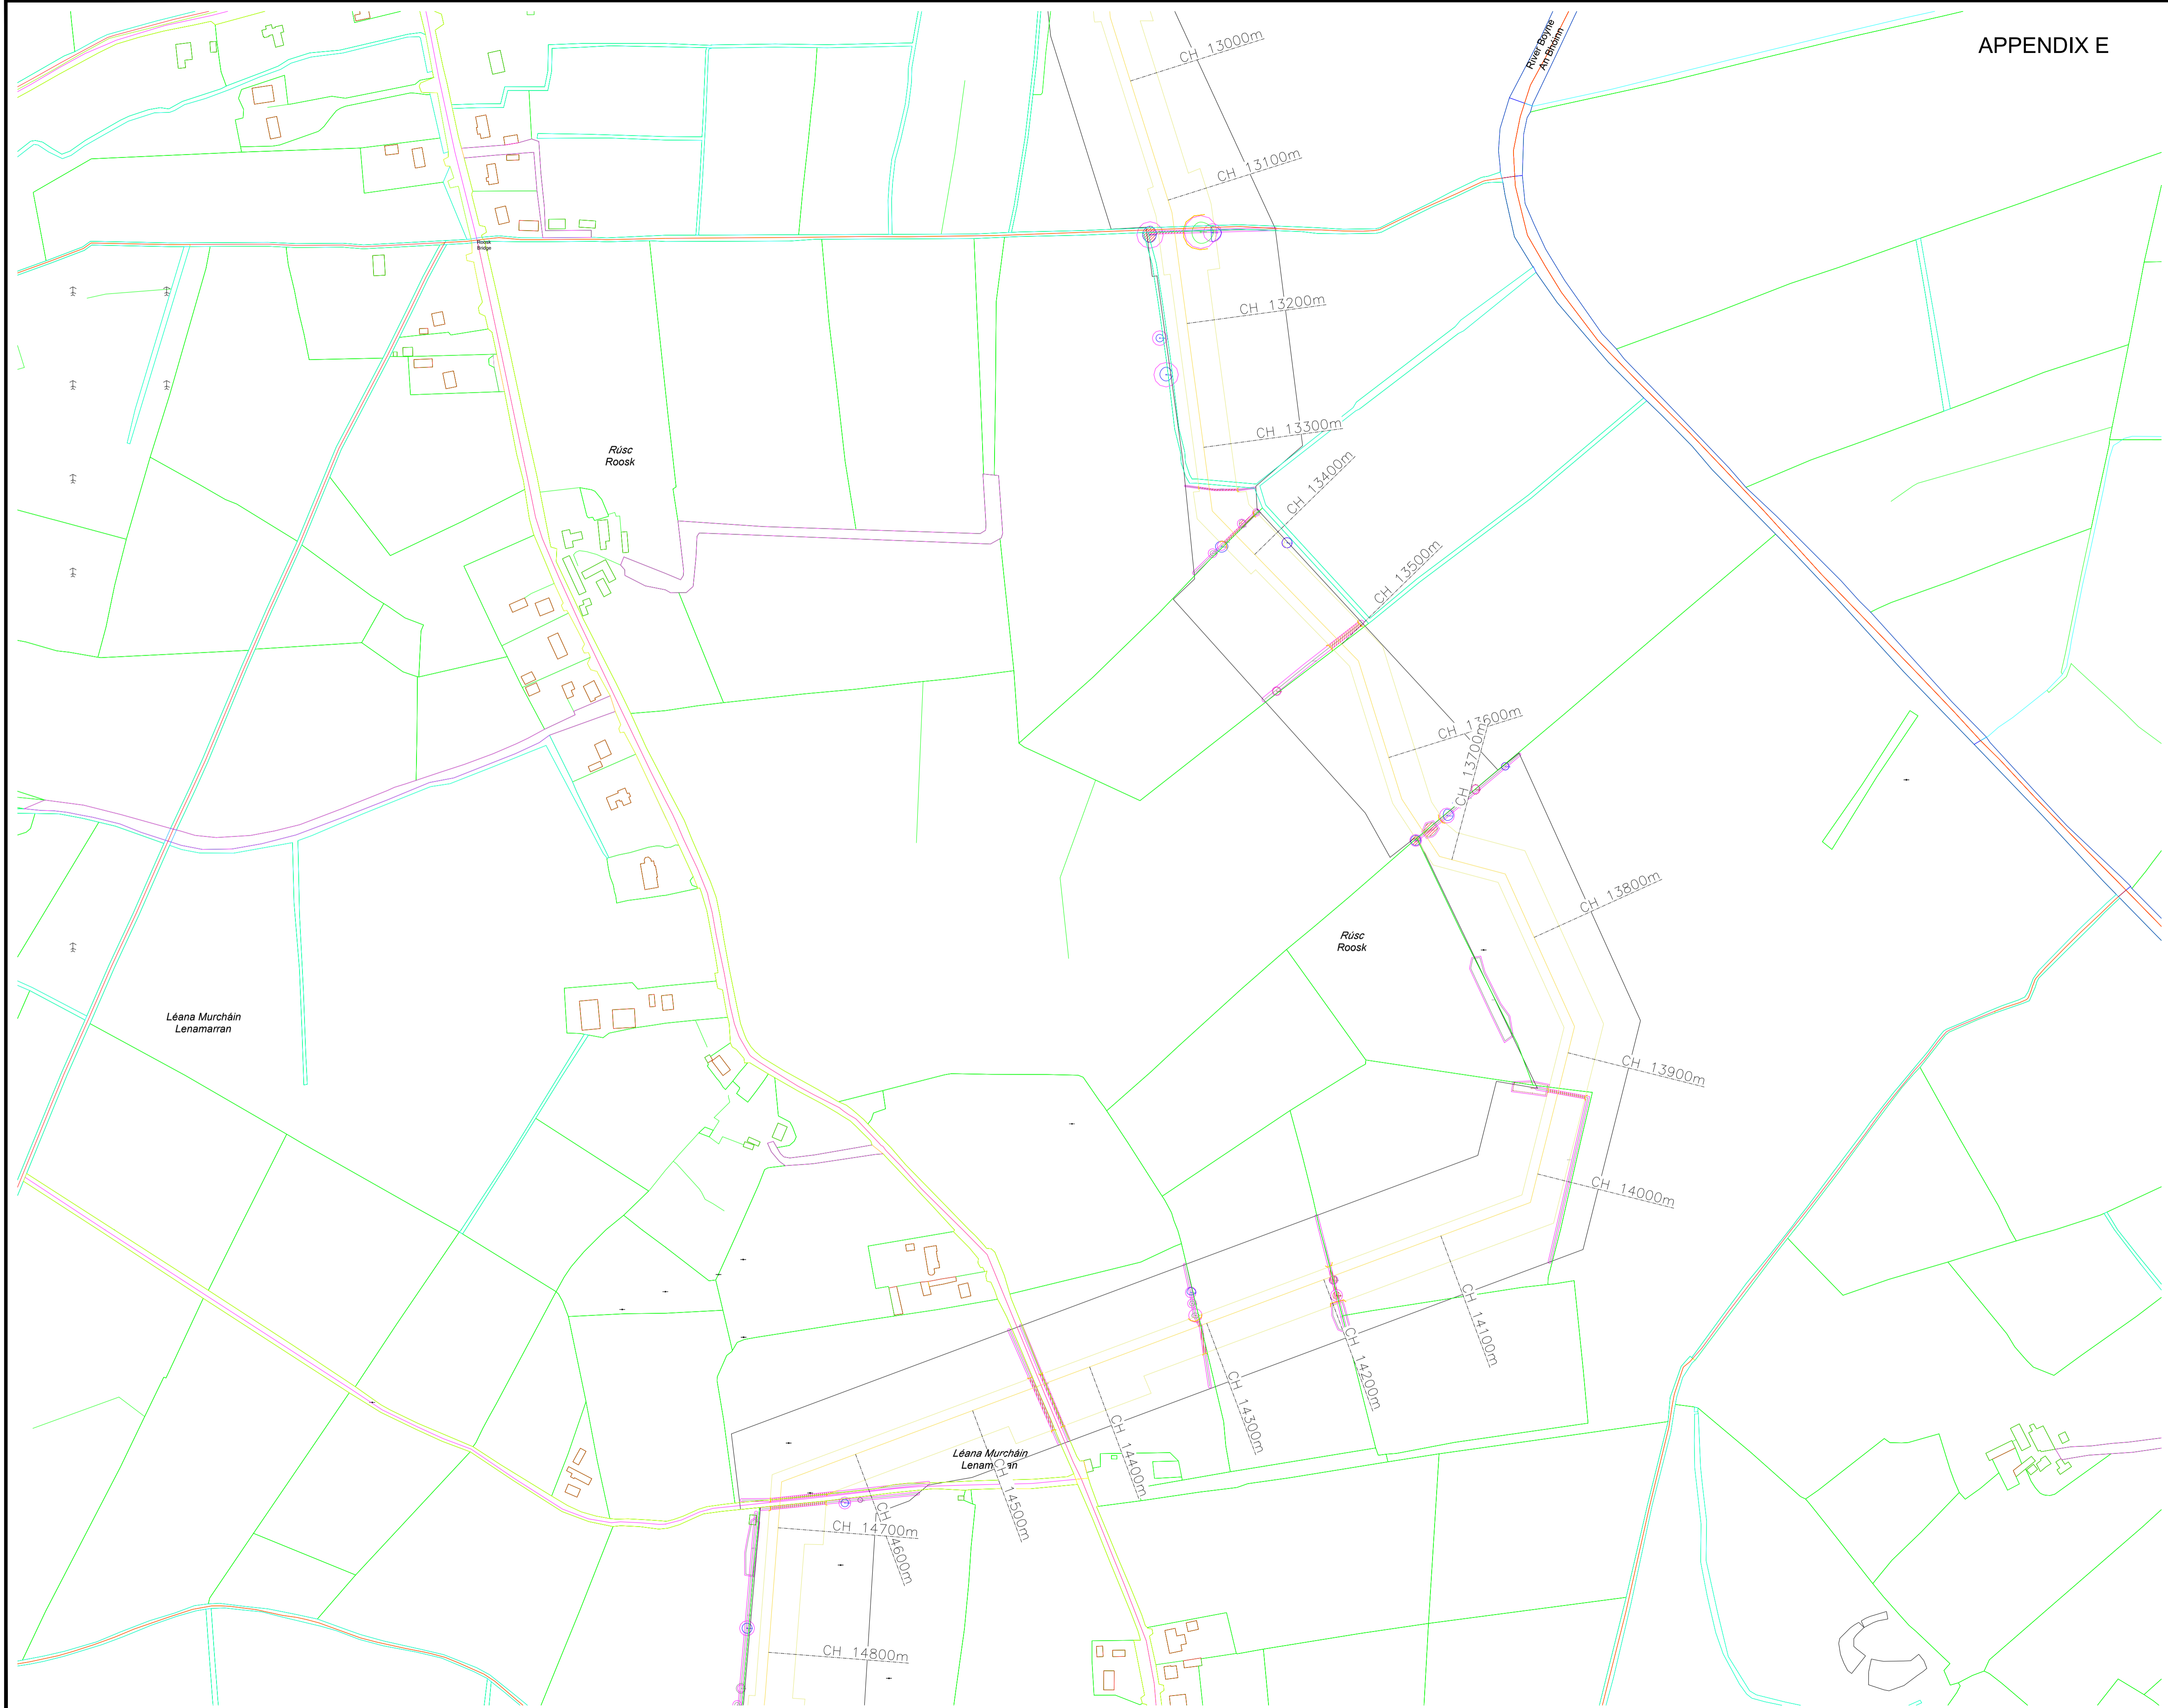 APPENDIX E
River Boyne
An Bhóinn
CH 13000m
CH 13100m
Roosk
Bridge
CH 13200m
CH 13300m
Rúsc
Roosk
CH 13400m
CH 13500m
CH 13600m
CH 13700m
CH 13800m
Rúsc
Roosk
Léana Murcháin
Lenamarran
CH 13900m
CH 14000m
CH 14100m
CH 14200m
CH 14300m
CH 14400m
Léana Murcháin
CH 14500m
CH 14600m
CH 14700m
CH 14800m